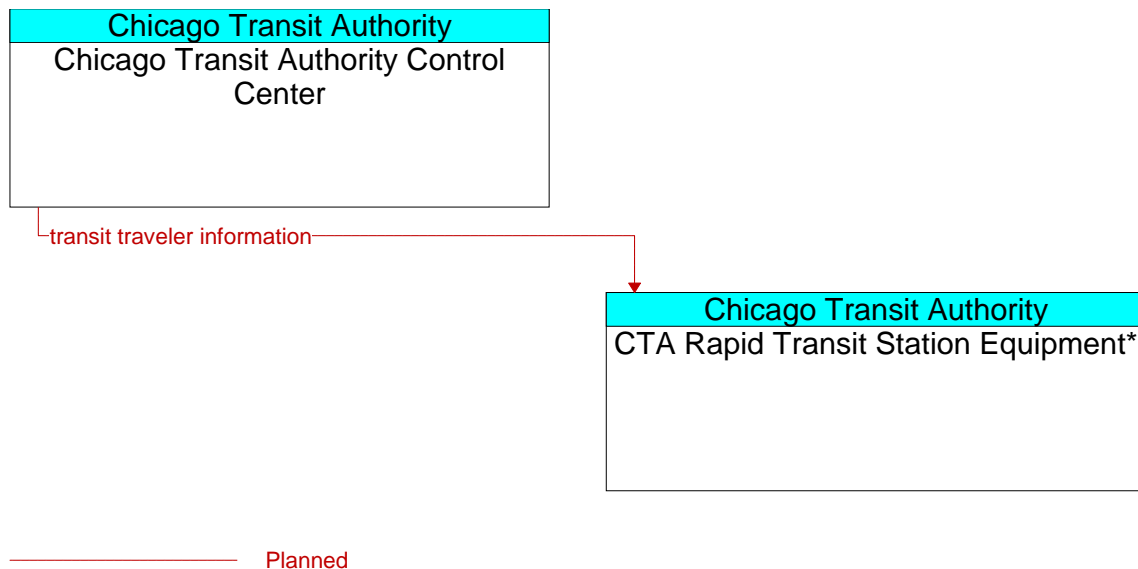 Chicago Transit Authority
Chicago Transit Authority Control
Center
transit traveler information
Chicago Transit Authority
CTA Rapid Transit Station Equipment*
Planned